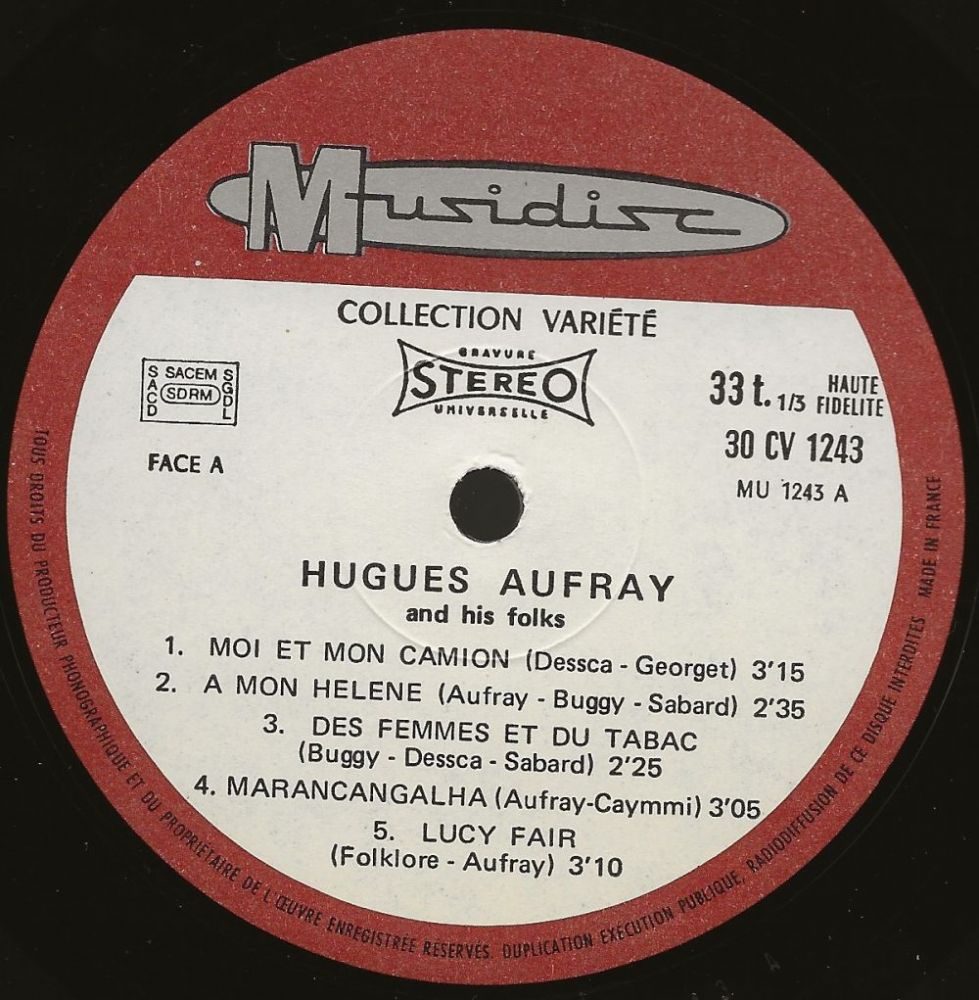 Musidisc
COLLECTION VARIÉTÉ
GRAVURE
STEREO
UNIVERSELLE
SACEM
SACD
SDRM
SGDL
33 t. 1/3 HAUTE FIDELITE
30 CV 1243
FACE A
MU 1243 A
HUGUES AUFRAY
and his folks
1. MOI ET MON CAMION (Dessca - Georget) 3'15
2. A MON HELENE (Aufray - Buggy - Sabard) 2'35
3. DES FEMMES ET DU TABAC
(Buggy - Dessca - Sabard) 2'25
4. MARANCANGALHA (Aufray-Caymmi) 3'05
5. LUCY FAIR
(Folklore - Aufray) 3'10
TOUS DROITS DU PRODUCTEUR PHONOGRAPHIQUE ET DU PROPRIÉTAIRE DE L'ŒUVRE ENREGISTRÉE RESERVÉS. DUPLICATION EXÉCUTION PUBLIQUE, RADIODIFFUSION DE CE DISQUE INTERDITES MADE IN FRANCE